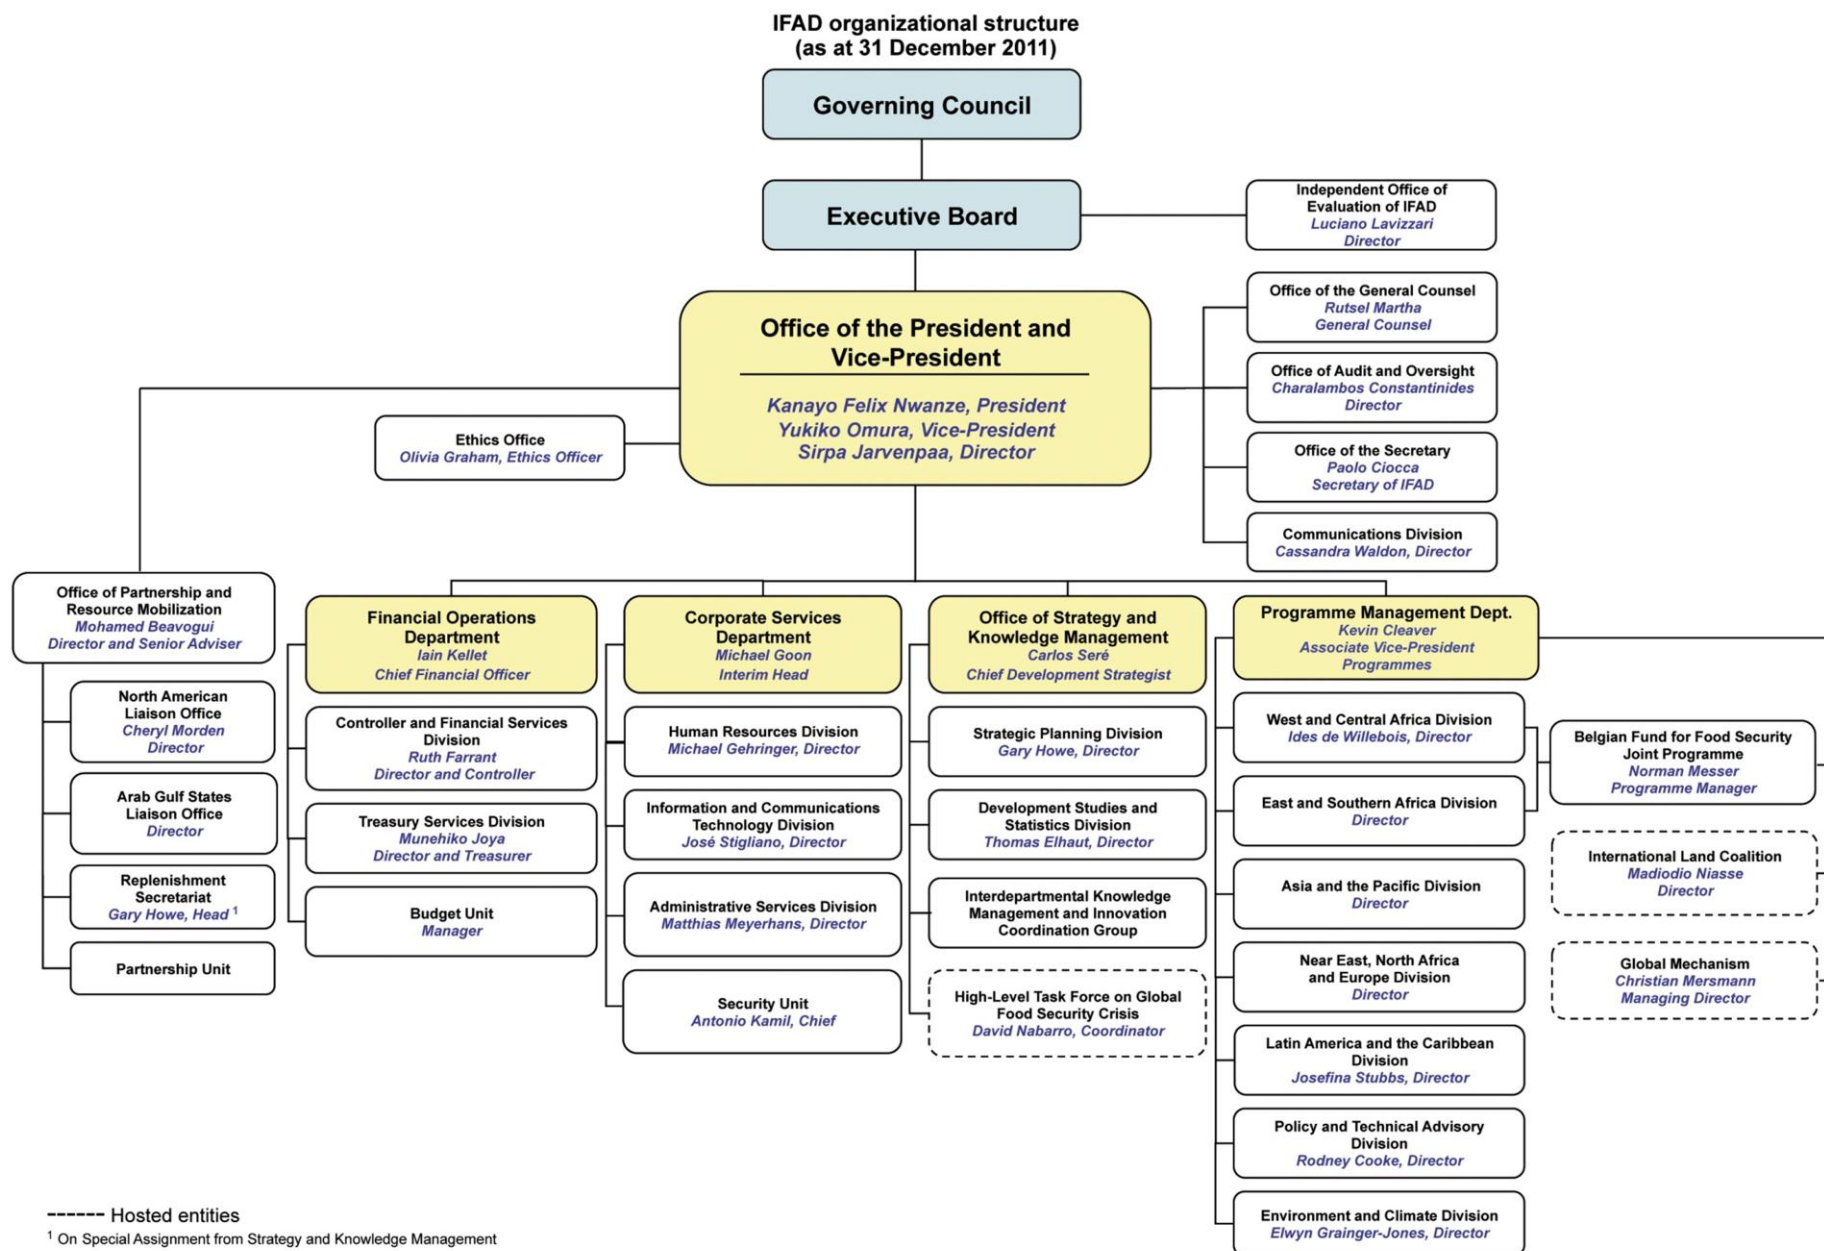 IFAD organizational structure
(as at 31 December 2011)
Governing Council
Executive Board
Independent Office of
Evaluation of IFAD
Luciano Lavizzari
Director
Office of the President and
Vice-President
Kanayo Felix Nwanze, President
Yukiko Omura, Vice-President
Sirpa Jarvenpaa, Director
Office of the General Counsel
Rutsel Martha
General Counsel
Office of Audit and Oversight
Charalambos Constantinides
Director
Ethics Office
Olivia Graham, Ethics Officer
Office of the Secretary
Paolo Ciocca
Secretary of IFAD
Communications Division
Cassandra Waldon, Director
Office of Partnership and
Resource Mobilization
Mohamed Beavogui
Director and Senior Adviser
North American
Liaison Office
Cheryl Morden
Director
Arab Gulf States
Liaison Office
Director
Replenishment
Secretariat
Gary Howe, Head ¹
Partnership Unit
Financial Operations
Department
Iain Kellet
Chief Financial Officer
Controller and Financial Services
Division
Ruth Farrant
Director and Controller
Treasury Services Division
Munehiko Joya
Director and Treasurer
Budget Unit
Manager
Corporate Services
Department
Michael Goon
Interim Head
Human Resources Division
Michael Gehringer, Director
Information and Communications
Technology Division
José Stigliano, Director
Administrative Services Division
Matthias Meyerhans, Director
Security Unit
Antonio Kamil, Chief
Office of Strategy and
Knowledge Management
Carlos Seré
Chief Development Strategist
Strategic Planning Division
Gary Howe, Director
Development Studies and
Statistics Division
Thomas Elhaut, Director
Interdepartmental Knowledge
Management and Innovation
Coordination Group
High-Level Task Force on Global
Food Security Crisis
David Nabarro, Coordinator
Programme Management Dept.
Kevin Cleaver
Associate Vice-President
Programmes
West and Central Africa Division
Ides de Willebois, Director
East and Southern Africa Division
Director
Asia and the Pacific Division
Director
Near East, North Africa
and Europe Division
Director
Latin America and the Caribbean
Division
Josefina Stubbs, Director
Policy and Technical Advisory
Division
Rodney Cooke, Director
Environment and Climate Division
Elwyn Grainger-Jones, Director
Belgian Fund for Food Security
Joint Programme
Norman Messer
Programme Manager
International Land Coalition
Madiodio Niasse
Director
Global Mechanism
Christian Mersmann
Managing Director
Hosted entities
¹ On Special Assignment from Strategy and Knowledge Management